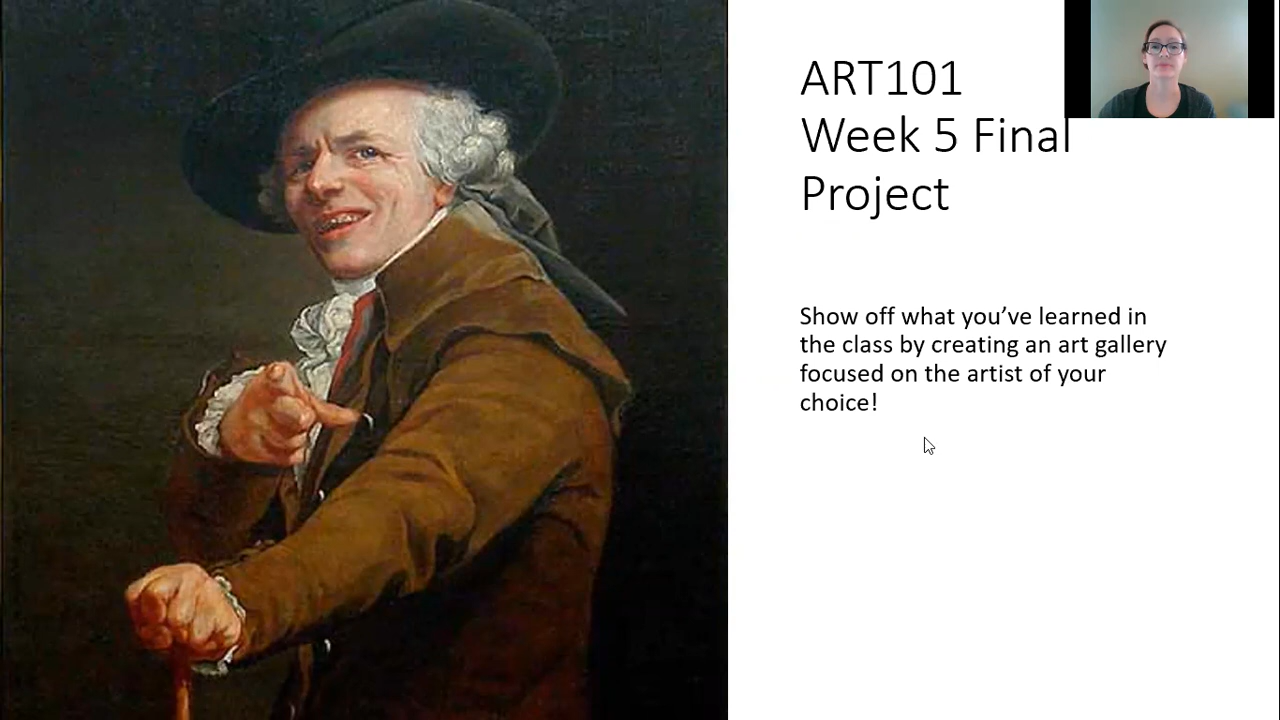 ART101
Week 5 Final
Project
Show off what you’ve learned in
the class by creating an art gallery
focused on the artist of your
choice!